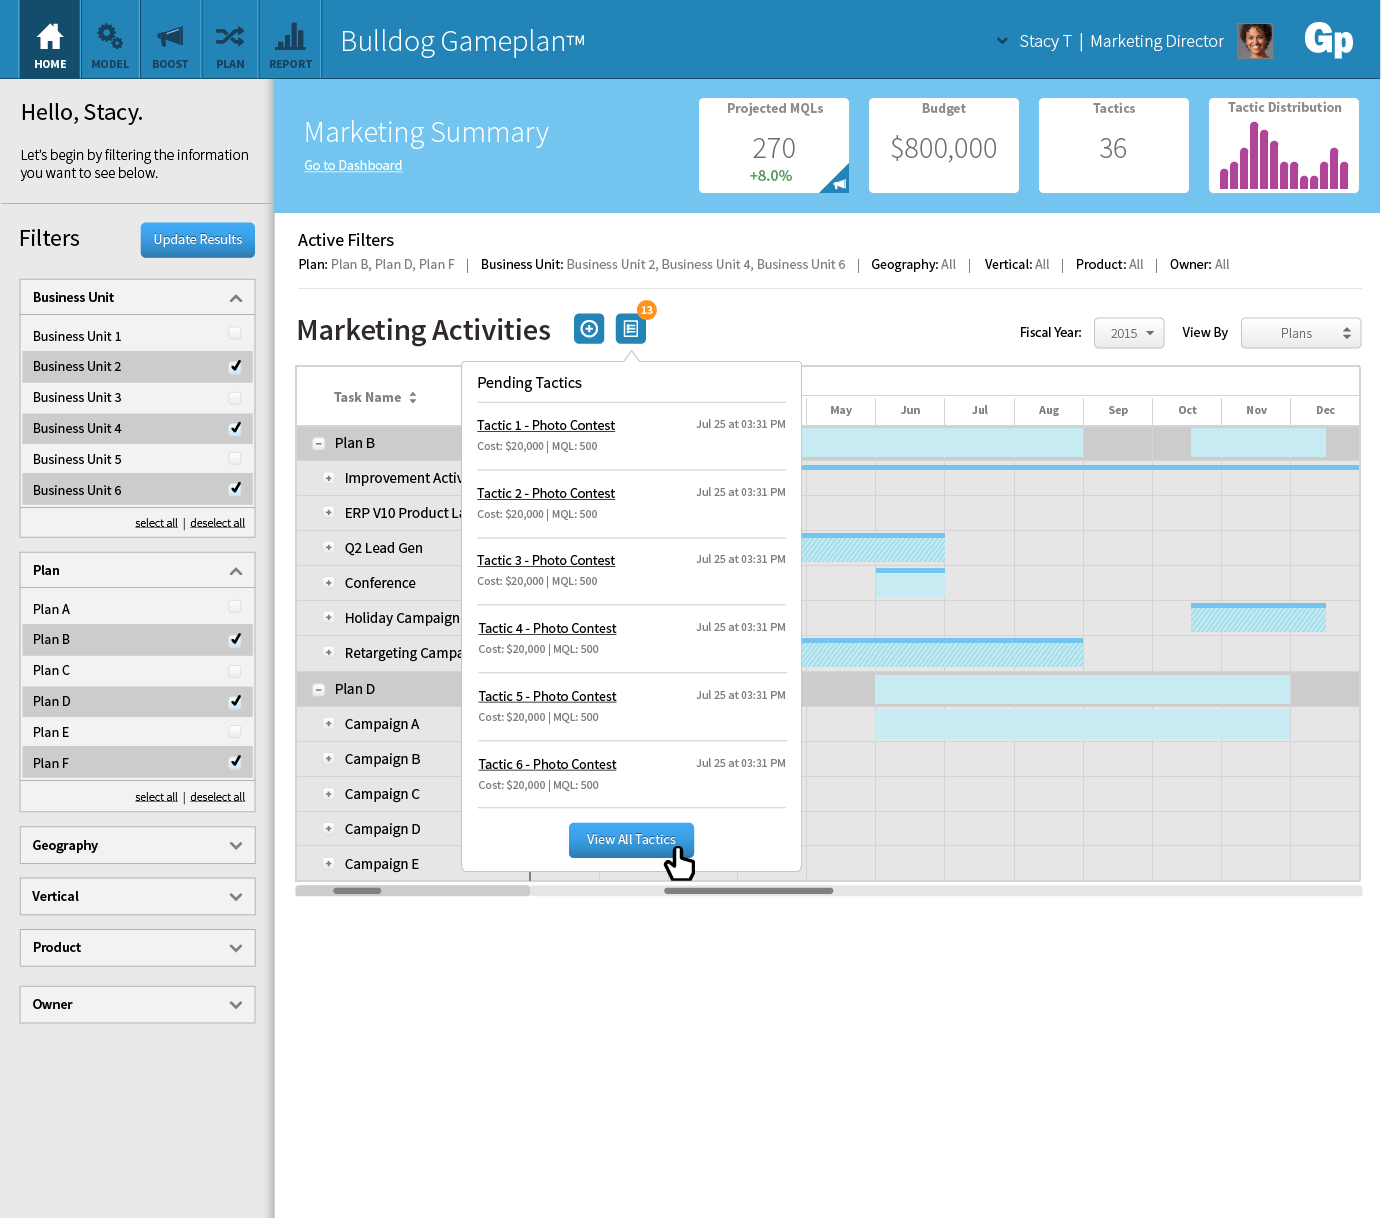 HOME
MODEL
BOOST
PLAN
REPORT
Bulldog Gameplan™
Stacy T | Marketing Director
Gp
Hello, Stacy.
Let's begin by filtering the information
you want to see below.
Filters
Update Results
Business Unit
Business Unit 1
Business Unit 2
Business Unit 3
Business Unit 4
Business Unit 5
Business Unit 6
select all | deselect all
Plan
Plan A
Plan B
Plan C
Plan D
Plan E
Plan F
select all | deselect all
Geography
Vertical
Product
Owner
Marketing Summary
Go to Dashboard
Projected MQLs
270
+8.0%
Budget
$800,000
Tactics
36
Tactic Distribution
Active Filters
Plan: Plan B, Plan D, Plan F | Business Unit: Business Unit 2, Business Unit 4, Business Unit 6 | Geography: All | Vertical: All | Product: All | Owner: All
Marketing Activities
13
Fiscal Year: 2015
View By Plans
Task Name
May Jun Jul Aug Sep Oct Nov Dec
Plan B
Improvement Activ
ERP V10 Product La
Q2 Lead Gen
Conference
Holiday Campaign
Retargeting Campa
Plan D
Campaign A
Campaign B
Campaign C
Campaign D
Campaign E
Pending Tactics
Tactic 1 - Photo Contest Jul 25 at 03:31 PM
Cost: $20,000 | MQL: 500
Tactic 2 - Photo Contest Jul 25 at 03:31 PM
Cost: $20,000 | MQL: 500
Tactic 3 - Photo Contest Jul 25 at 03:31 PM
Cost: $20,000 | MQL: 500
Tactic 4 - Photo Contest Jul 25 at 03:31 PM
Cost: $20,000 | MQL: 500
Tactic 5 - Photo Contest Jul 25 at 03:31 PM
Cost: $20,000 | MQL: 500
Tactic 6 - Photo Contest Jul 25 at 03:31 PM
Cost: $20,000 | MQL: 500
View All Tactics